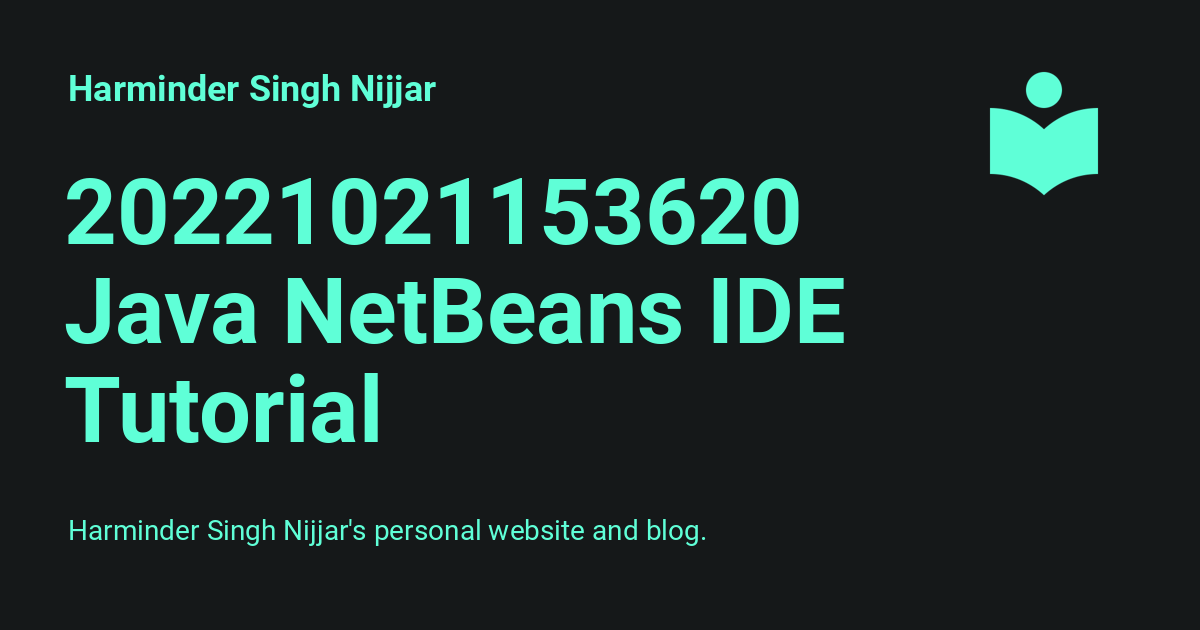 Harminder Singh Nijjar
20221021153620
Java NetBeans IDE
Tutorial
Harminder Singh Nijjar's personal website and blog.